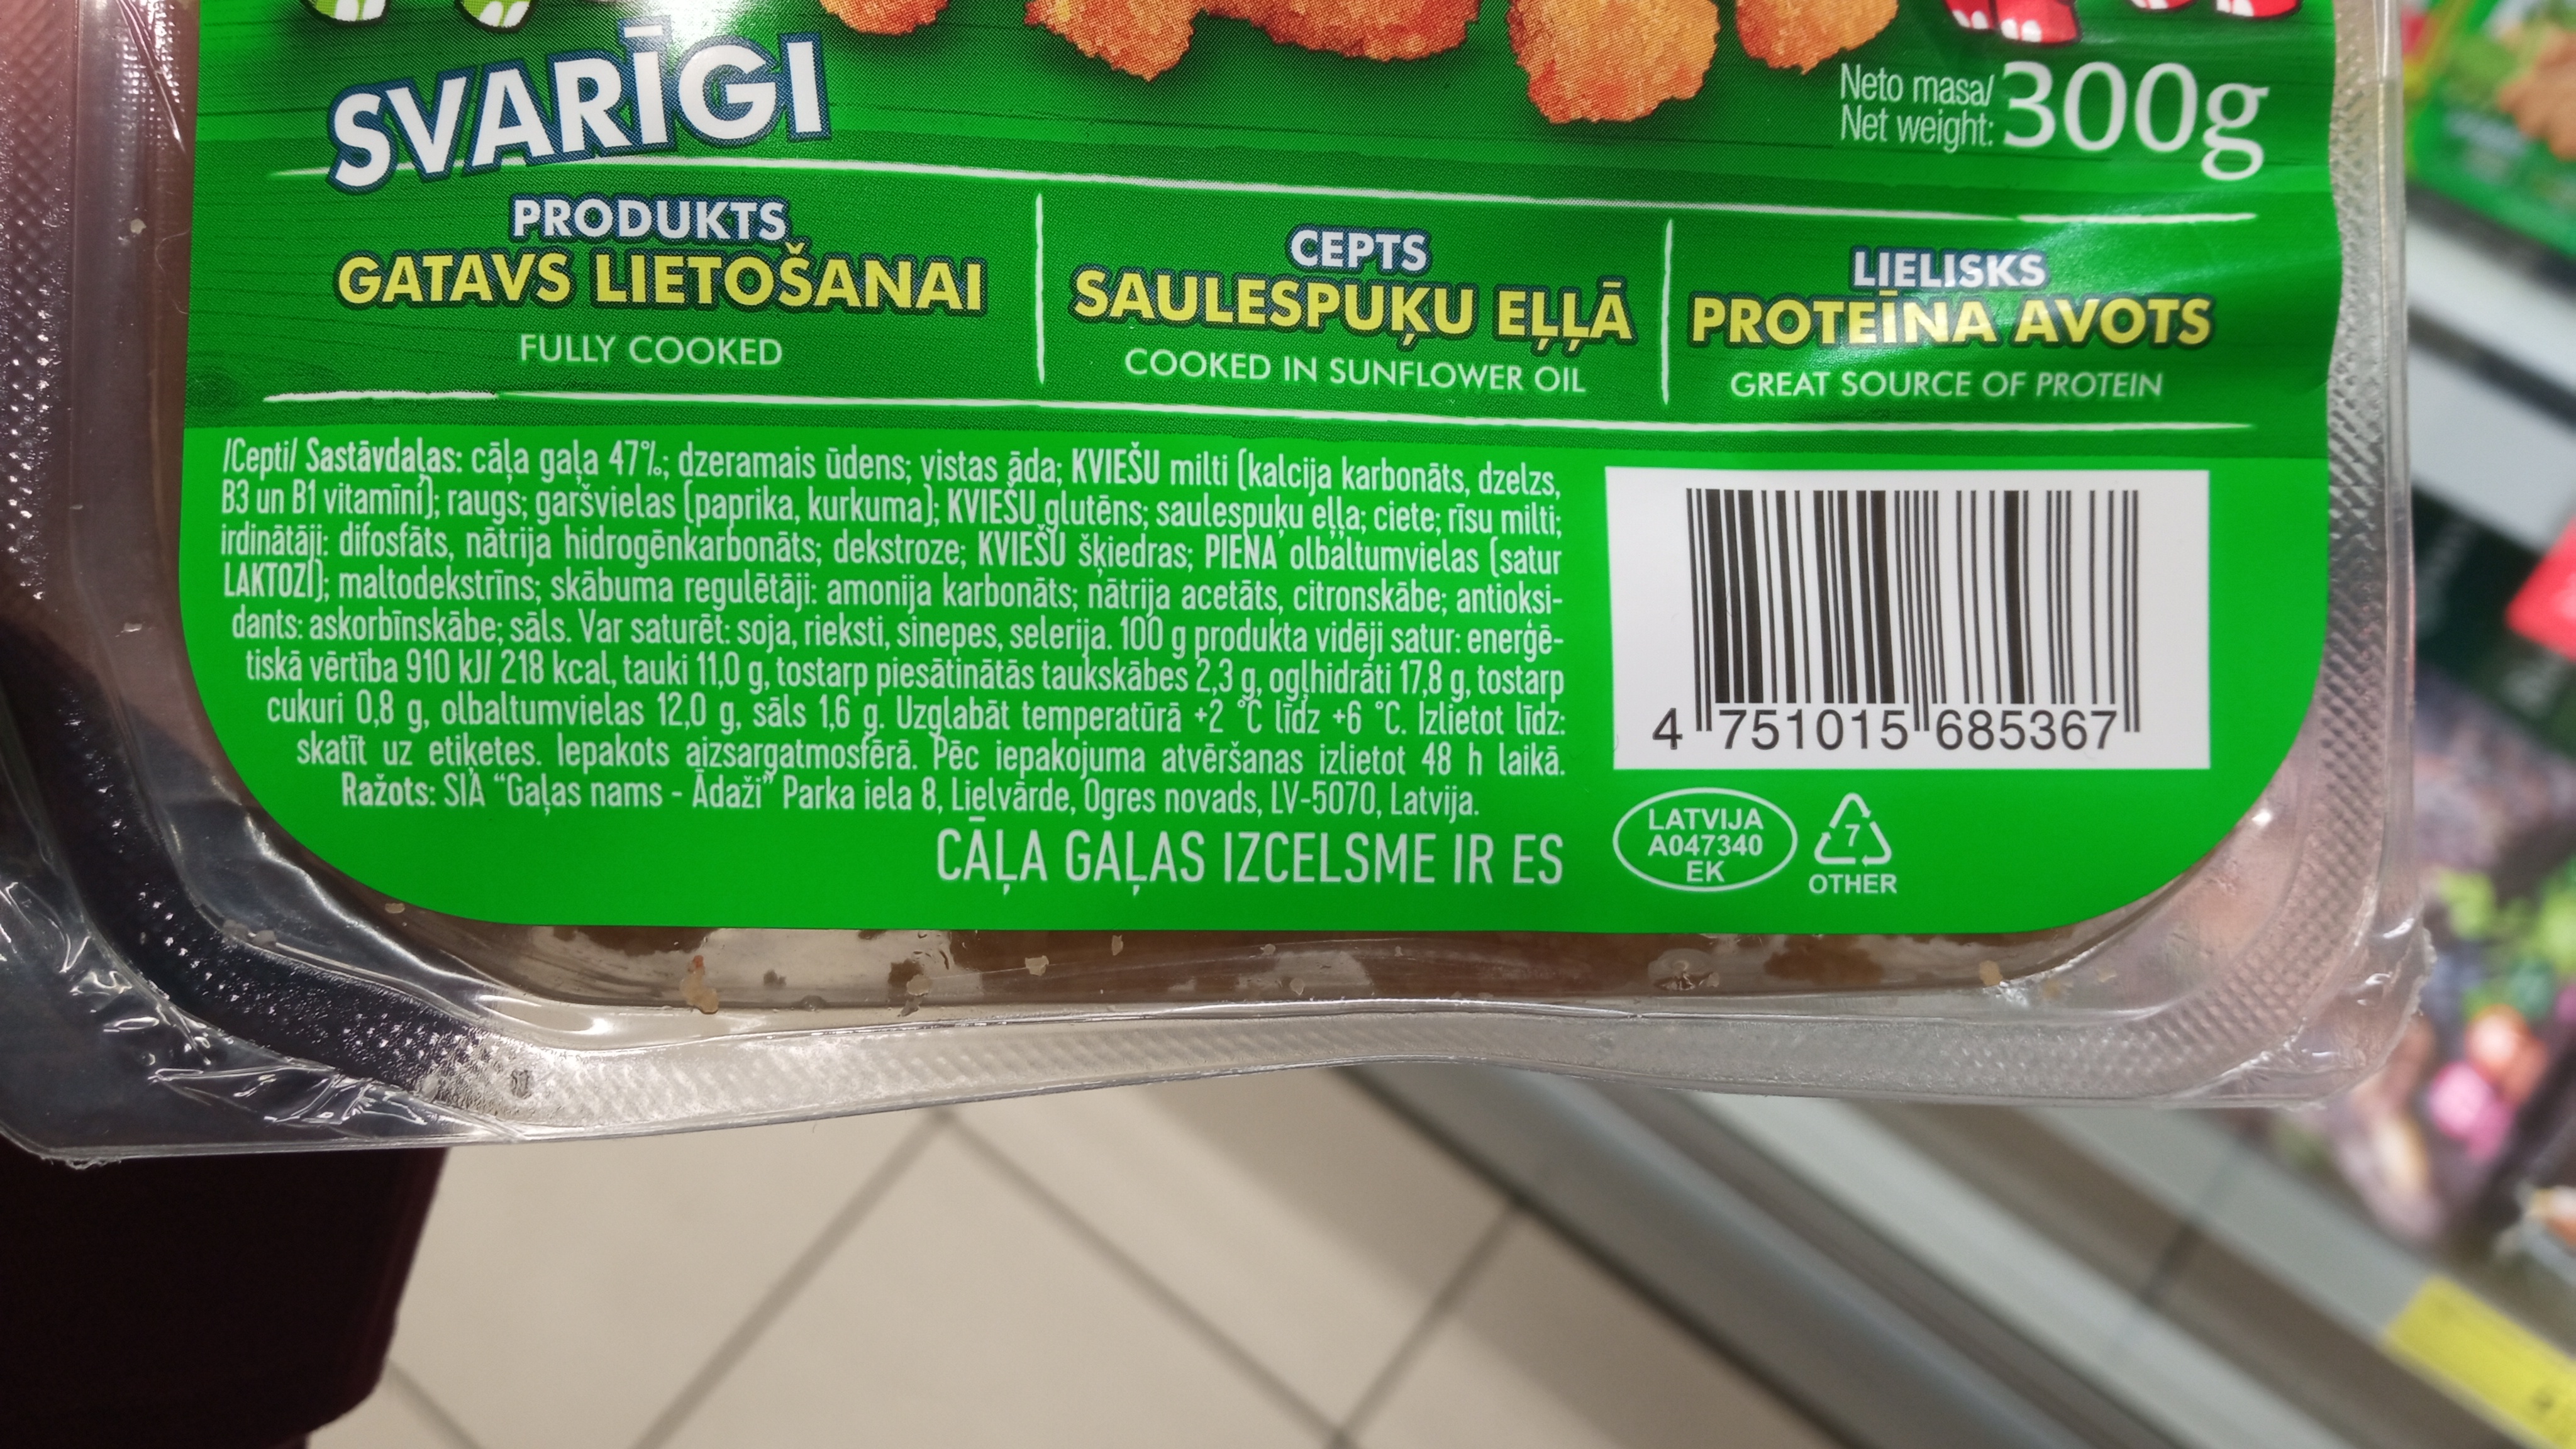 SVARĪGI
Neto masa/
Net weight: 300g
PRODUKTS
GATAVS LIETOŠANAI
FULLY COOKED
CEPTS
SAULESPUĶU EĻĻĀ
COOKED IN SUNFLOWER OIL
LIELISKS
PROTEĪNA AVOTS
GREAT SOURCE OF PROTEIN
/Cepti/ Sastāvdaļas: cāļa gaļa 47%; dzeramais ūdens; vistas āda; KVIEŠU milti (kalcija karbonāts, dzelzs,
B3 un B1 vitamīni); raugs; garšvielas (paprika, kurkuma); KVIEŠU glutēns; saulespuķu eļļa; ciete; rīsu milti;
irdinātāji: difosfāts, nātrija hidrogēnkarbonāts; dekstroze; KVIEŠU šķiedras; PIENA olbaltumvielas (satur
LAKTOZI); maltodekstrīns; skābuma regulētāji: amonija karbonāts; nātrija acetāts, citronskābe; antioksi-
dants: askorbīnskābe; sāls. Var saturēt: soja, rieksti, sinepes, selerija. 100 g produkta vidēji satur: enerģē-
tiskā vērtība 910 kJ/ 218 kcal, tauki 11,0 g, tostarp piesātinātās taukskābes 2,3 g, ogļhidrāti 17,8 g, tostarp
cukuri 0,8 g, olbaltumvielas 12,0 g, sāls 1,6 g. Uzglabāt temperatūrā +2 °C līdz +6 °C. Izlietot līdz:
skatīt uz etiķetes. Iepakots aizsargatmosfērā. Pēc iepakojuma atvēršanas izlietot 48 h laikā.
Ražots: SIA “Gaļas nams - Ādaži” Parka iela 8, Lielvārde, Ogres novads, LV-5070, Latvija.
CĀĻA GAĻAS IZCELSME IR ES
4 751015 685367
LATVIJA
A047340
EK
7
OTHER